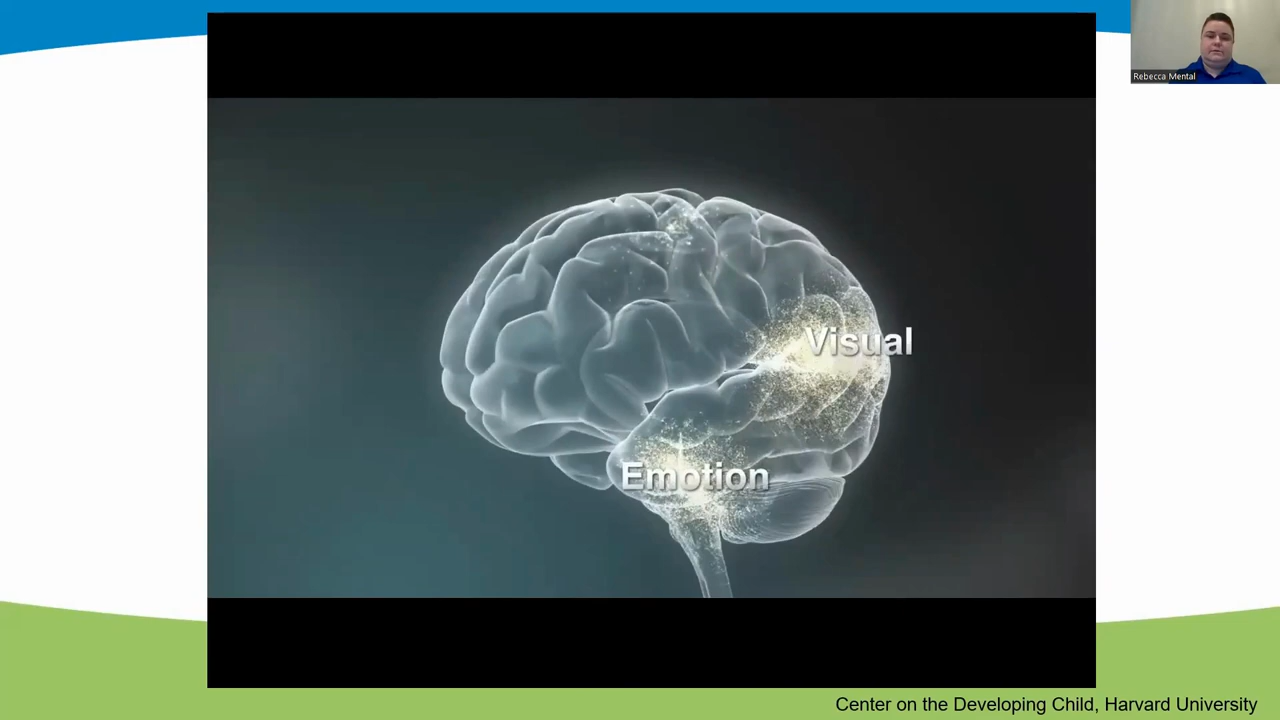 Rebecca Mental
Visual
Emotion
Center on the Developing Child, Harvard University